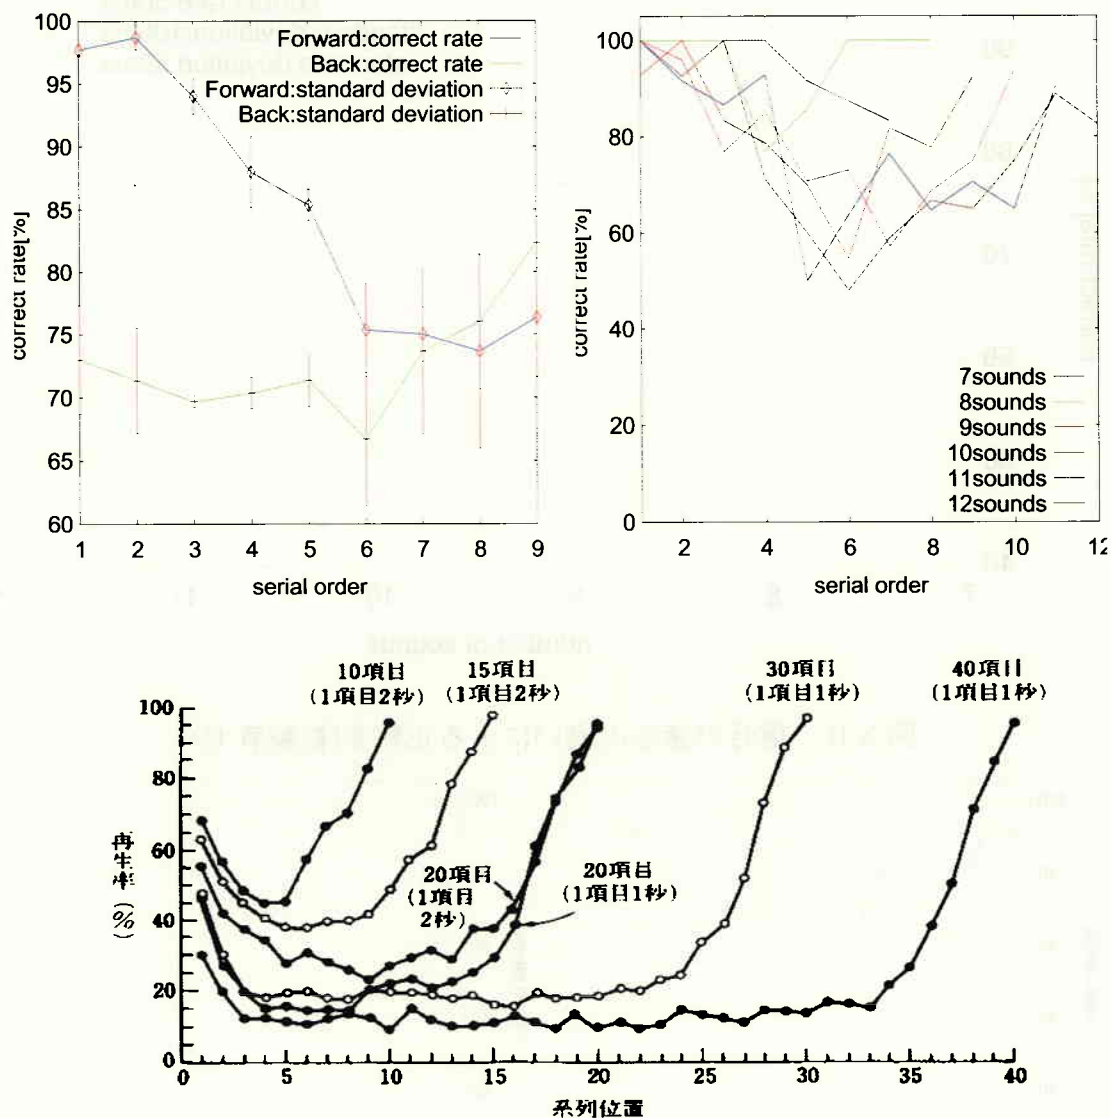 100
95
90
85
80
75
70
65
60
correct rate[%]
Forward:correct rate
Back:correct rate
Forward:standard deviation
Back:standard deviation
1 2 3 4 5 6 7 8 9
serial order
100
80
60
40
20
0
correct rate[%]
7sounds
8sounds
9sounds
10sounds
11sounds
12sounds
2 4 6 8 10 12
serial order
10項目
(1項目2秒)
15項目
(1項目2秒)
30項目
(1項目1秒)
40項目
(1項目1秒)
100
80
60
40
20
0
再生率(%)
20項目
(1項目
2秒)
20項目
(1項目1秒)
0 5 10 15 20 25 30 35 40
系列位置